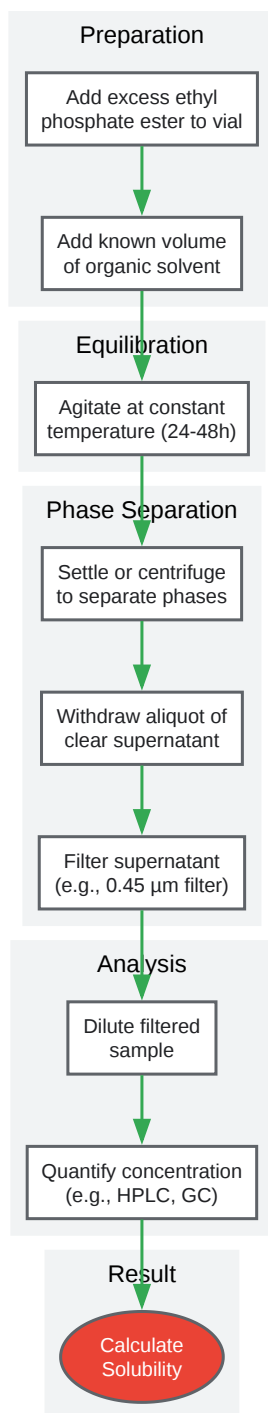 Preparation
Add excess ethyl
phosphate ester to vial
Add known volume
of organic solvent
Equilibration
Agitate at constant
temperature (24-48h)
Phase Separation
Settle or centrifuge
to separate phases
Withdraw aliquot of
clear supernatant
Filter supernatant
(e.g., 0.45 µm filter)
Analysis
Dilute filtered
sample
Quantify concentration
(e.g., HPLC, GC)
Result
Calculate
Solubility